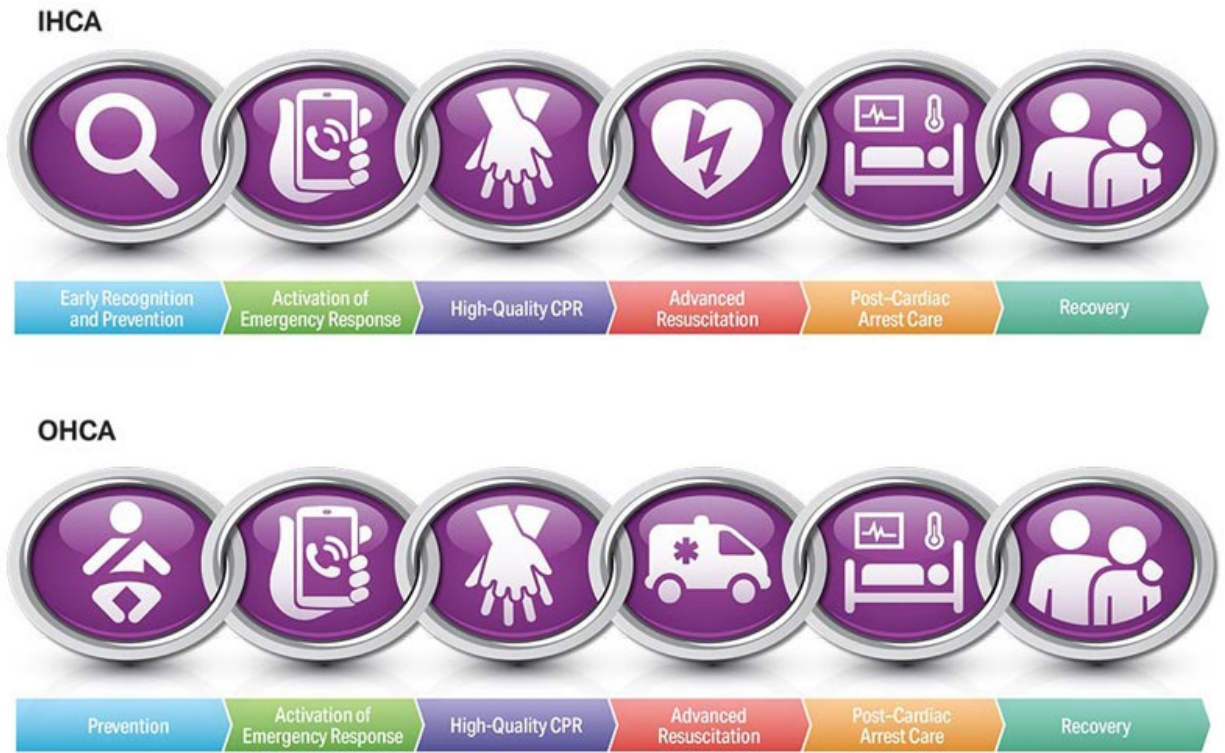 IHCA
Early Recognition
and Prevention
Activation of
Emergency Response
High-Quality CPR
Advanced
Resuscitation
Post–Cardiac
Arrest Care
Recovery
OHCA
Prevention
Activation of
Emergency Response
High-Quality CPR
Advanced
Resuscitation
Post–Cardiac
Arrest Care
Recovery